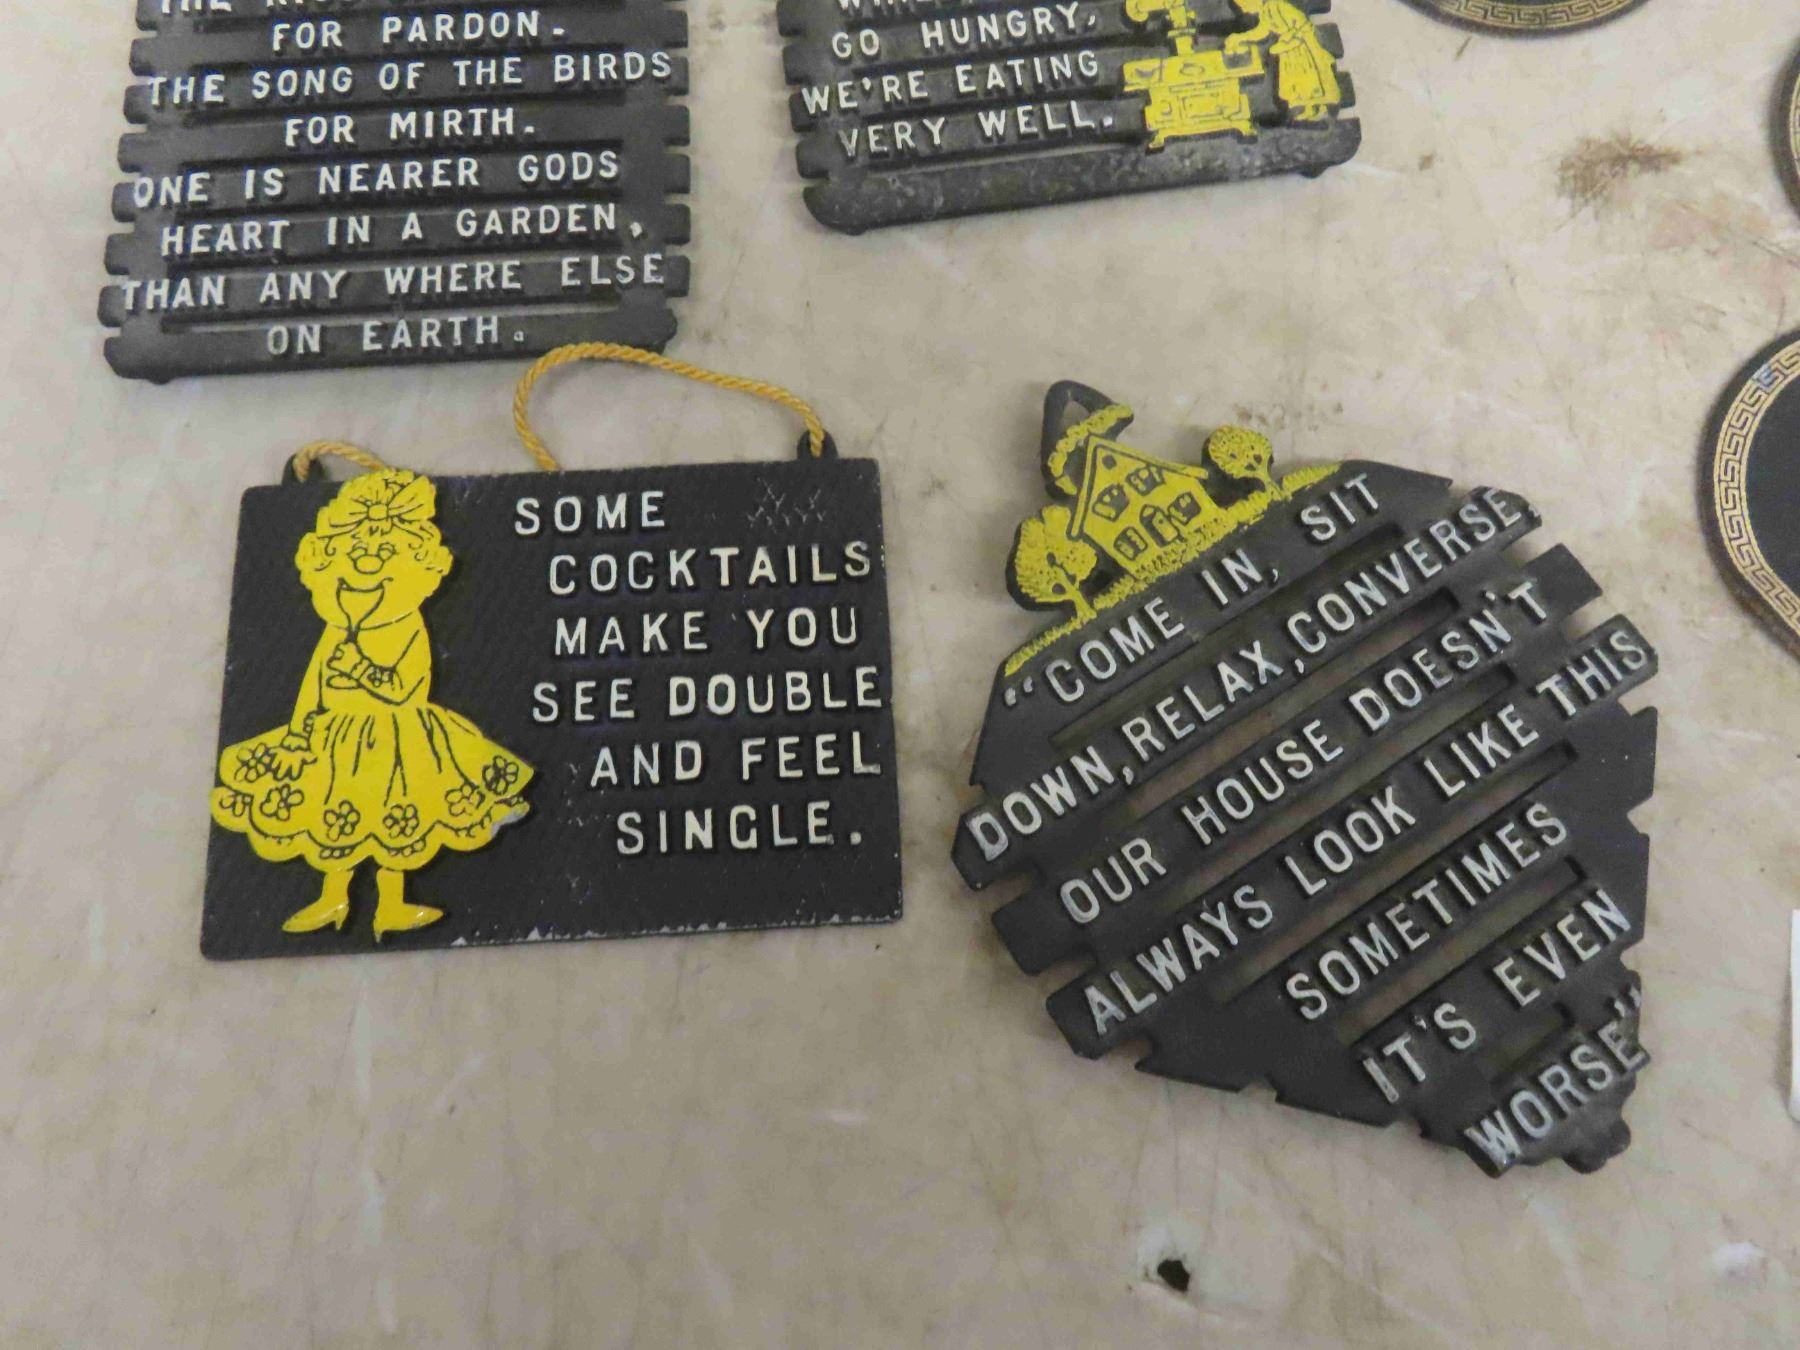 FOR PARDON.
THE SONG OF THE BIRDS
FOR MIRTH.
ONE IS NEARER GODS
HEART IN A GARDEN,
THAN ANY WHERE ELSE
ON EARTH.
GO HUNGRY,
WE'RE EATING
VERY WELL.
SOME
COCKTAILS
MAKE YOU
SEE DOUBLE
AND FEEL
SINGLE.
"COME IN, SIT
DOWN, RELAX, CONVERSE.
OUR HOUSE DOESN'T
ALWAYS LOOK LIKE THIS
SOMETIMES
IT'S EVEN
WORSE"